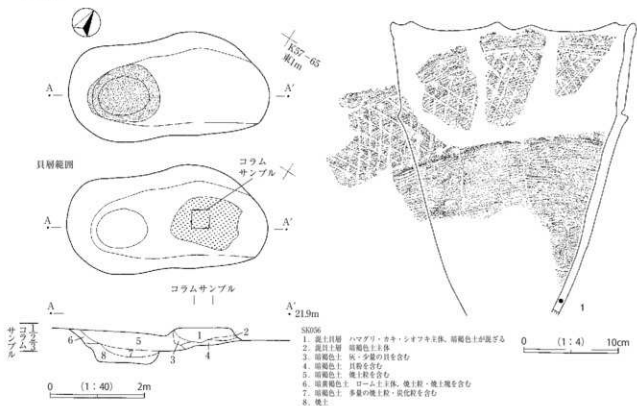 K57-65
東1m
A
A′
貝層範囲
コラム
サンプル
A
A′
コラムサンプル
A
A′
21.9m
コラム
サンプル
1
2
3
6
5
1
2
8
7
3
4
0 (1:40) 2m
SK056
1. 混土貝層 ハマグリ・カキ・シオフキ主体、暗褐色土が混ざる
2. 混貝土層 暗褐色土主体
3. 暗褐色土 灰・少量の貝を含む
4. 暗褐色土 貝粉を含む
5. 暗褐色土 焼土粒を含む
6. 暗黄褐色土 ローム土主体、焼土粒・焼土塊を含む
7. 暗褐色土 多量の焼土粒・炭化粒を含む
8. 焼土
1
0 (1:4) 10cm